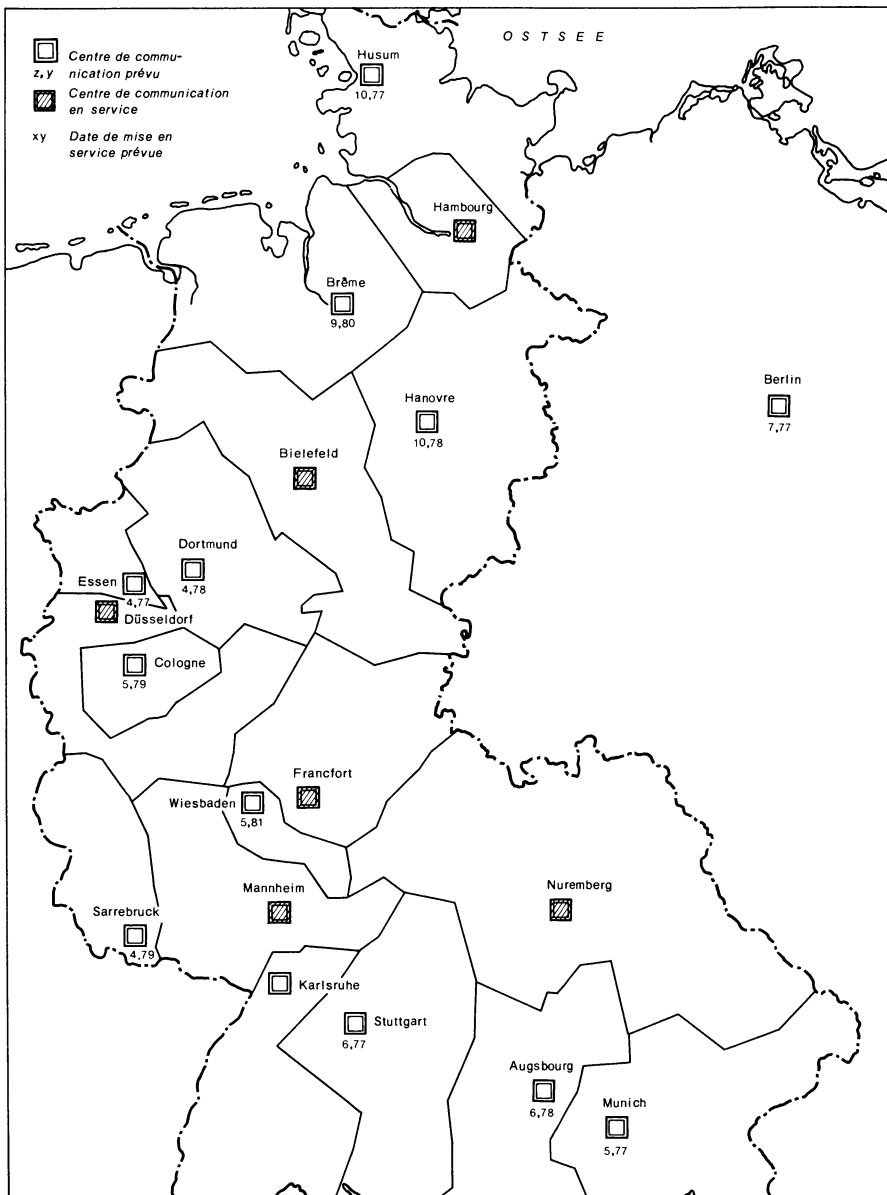 Centre de commu-
z, y nication prévu
Centre de communication
en service
xy Date de mise en
service prévue
OSTSEE
Husum
10,77
Hambourg
Brême
9,80
Hanovre
10,78
Berlin
7,77
Bielefeld
Dortmund
4,78
Essen
4,77
Düsseldorf
Cologne
5,79
Francfort
Wiesbaden
5,81
Mannheim
Nuremberg
Sarrebruck
4,79
Karlsruhe
Stuttgart
6,77
Augsbourg
6,78
Munich
5,77